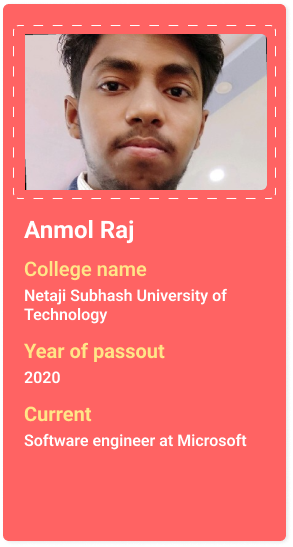 Anmol Raj
College name
Netaji Subhash University of
Technology
Year of passout
2020
Current
Software engineer at Microsoft